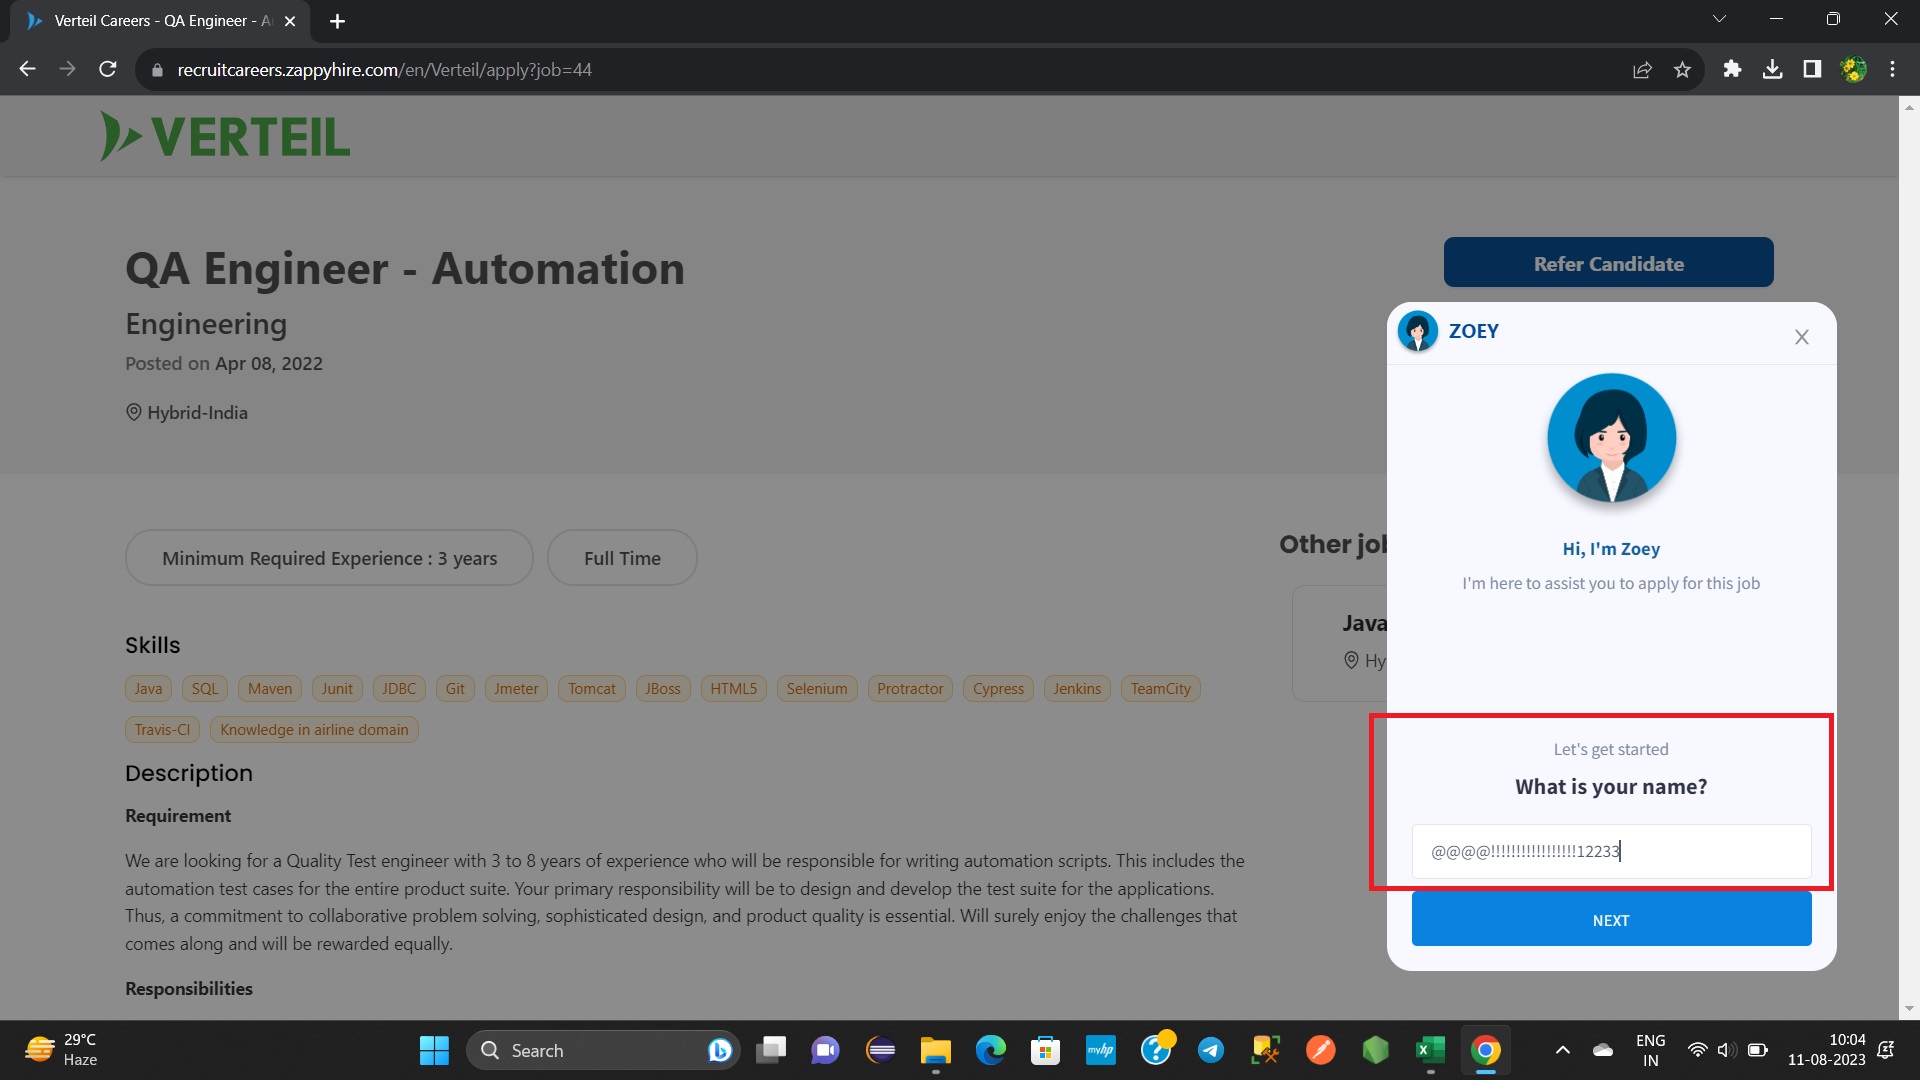 Verteil Careers - QA Engineer - A
recruitcareers.zappyhire.com/en/Verteil/apply?job=44
VERTEIL
QA Engineer - Automation
Refer Candidate
Engineering
Posted on Apr 08, 2022
Hybrid-India
ZOEY
Hi, I'm Zoey
I'm here to assist you to apply for this job
Let's get started
What is your name?
@@@@!!!!!!!!!!!!!!!!!12233
NEXT
Minimum Required Experience : 3 years
Full Time
Other jo
Java
Hy
Skills
Java SQL Maven Junit JDBC Git Jmeter Tomcat JBoss HTML5 Selenium Protractor Cypress Jenkins TeamCity
Travis-CI Knowledge in airline domain
Description
Requirement
We are looking for a Quality Test engineer with 3 to 8 years of experience who will be responsible for writing automation scripts. This includes the
automation test cases for the entire product suite. Your primary responsibility will be to design and develop the test suite for the applications.
Thus, a commitment to collaborative problem solving, sophisticated design, and product quality is essential. Will surely enjoy the challenges that
comes along and will be rewarded equally.
Responsibilities
29°C
Haze
Search
myhp
ENG
IN
10:04
11-08-2023